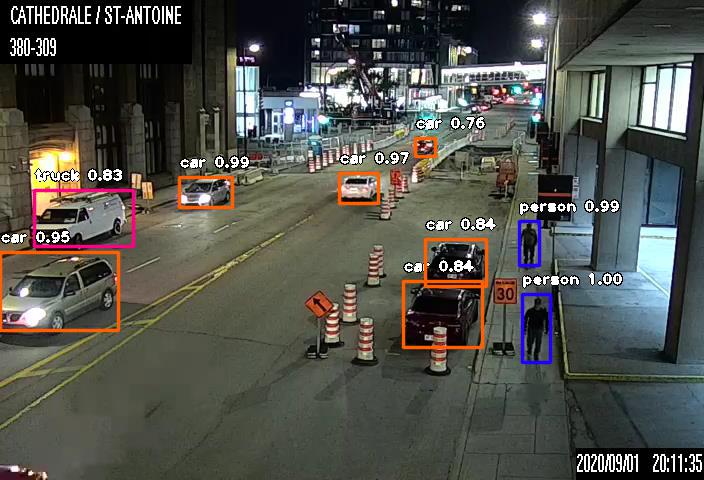 CATHEDRALE / ST-ANTOINE
380-309
car 0.76
car 0.99
car 0.97
truck 0.83
person 0.99
car 0.95
car 0.84
car 0.84
person 1.00
30
2020/09/01 20:11:35